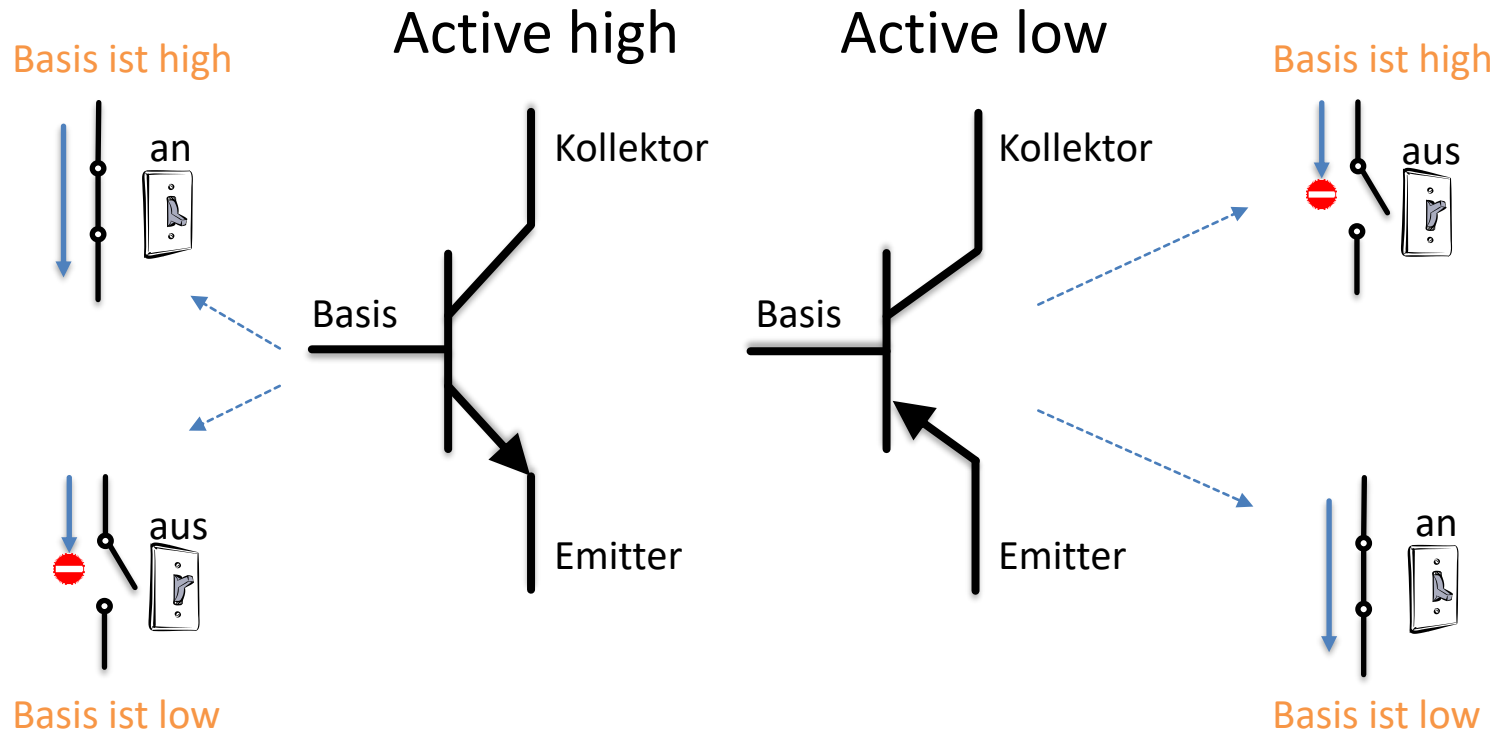 Active high
Active low
Basis ist high
an
Kollektor
Basis
Emitter
aus
Basis ist low
Kollektor
Basis
Emitter
Basis ist high
aus
an
Basis ist low